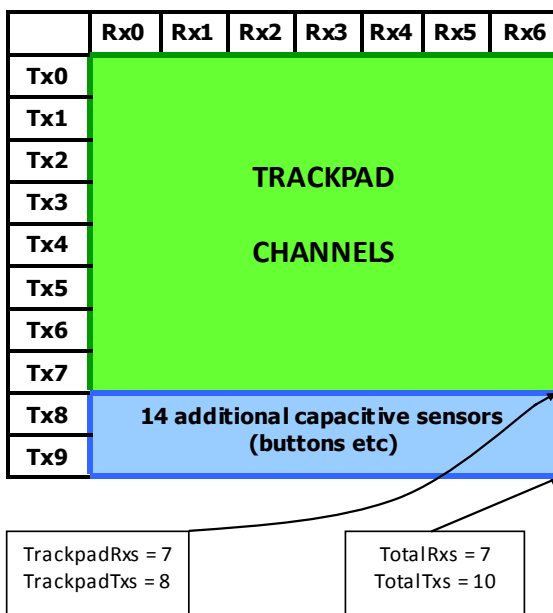 Rx0 Rx1 Rx2 Rx3 Rx4 Rx5 Rx6
Tx0
Tx1
Tx2
Tx3
Tx4
Tx5
Tx6
Tx7
TRACKPAD
CHANNELS
Tx8
Tx9
14 additional capacitive sensors
(buttons etc)
TrackpadRxs = 7
TrackpadTxs = 8
TotalRxs = 7
TotalTxs = 10